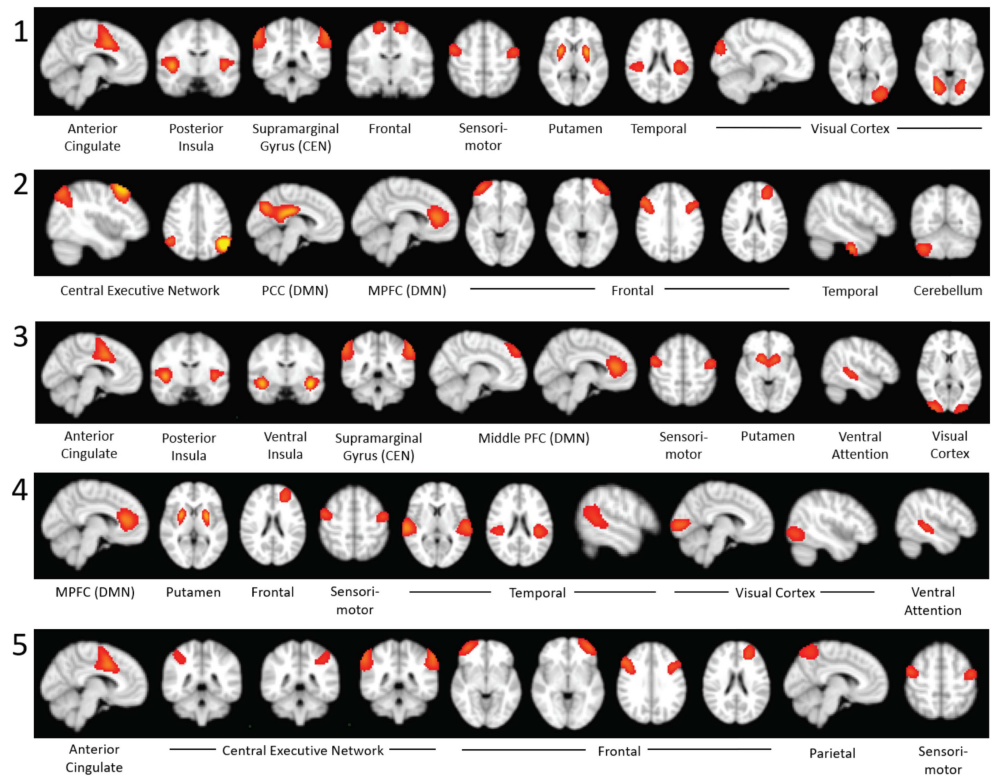 1
Anterior Cingulate
Posterior Insula
Supramarginal Gyrus (CEN)
Frontal
Sensori-motor
Putamen
Temporal
Visual Cortex
2
Central Executive Network
PCC (DMN)
MPFC (DMN)
Frontal
Temporal
Cerebellum
3
Anterior Cingulate
Posterior Insula
Ventral Insula
Supramarginal Gyrus (CEN)
Middle PFC (DMN)
Sensori-motor
Putamen
Ventral Attention
Visual Cortex
4
MPFC (DMN)
Putamen
Frontal
Sensori-motor
Temporal
Visual Cortex
Ventral Attention
5
Anterior Cingulate
Central Executive Network
Frontal
Parietal
Sensori-motor